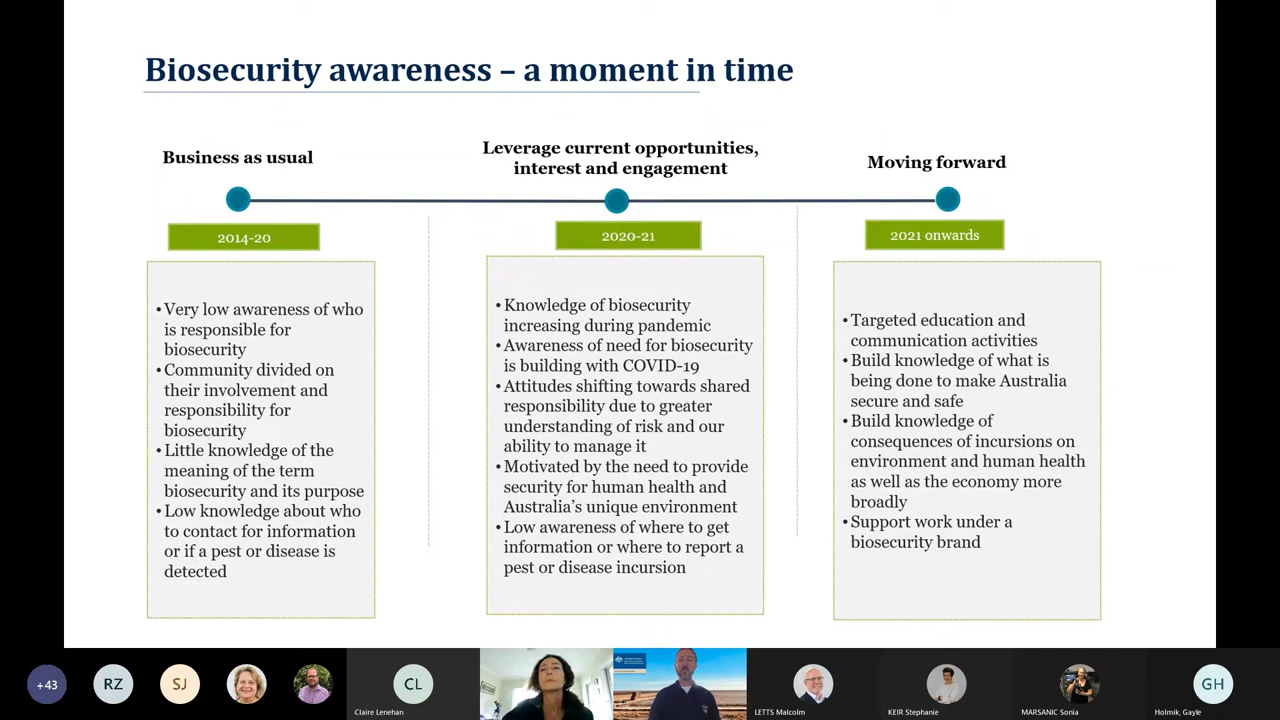 Biosecurity awareness – a moment in time
Business as usual
2014-20
•Very low awareness of who
is responsible for
biosecurity
•Community divided on
their involvement and
responsibility for
biosecurity
•Little knowledge of the
meaning of the term
biosecurity and its purpose
•Low knowledge about who
to contact for information
or if a pest or disease is
detected
Leverage current opportunities,
interest and engagement
2020-21
•Knowledge of biosecurity
increasing during pandemic
•Awareness of need for biosecurity
is building with COVID-19
•Attitudes shifting towards shared
responsibility due to greater
understanding of risk and our
ability to manage it
•Motivated by the need to provide
security for human health and
Australia’s unique environment
•Low awareness of where to get
information or where to report a
pest or disease incursion
Moving forward
2021 onwards
•Targeted education and
communication activities
•Build knowledge of what is
being done to make Australia
secure and safe
•Build knowledge of
consequences of incursions on
environment and human health
as well as the economy more
broadly
•Support work under a
biosecurity brand
+43
RZ
SJ
CL
Claire Lenehan
LETTS Malcolm
KEIR Stephanie
MARSANIC Sonia
GH
Holmik, Gayle